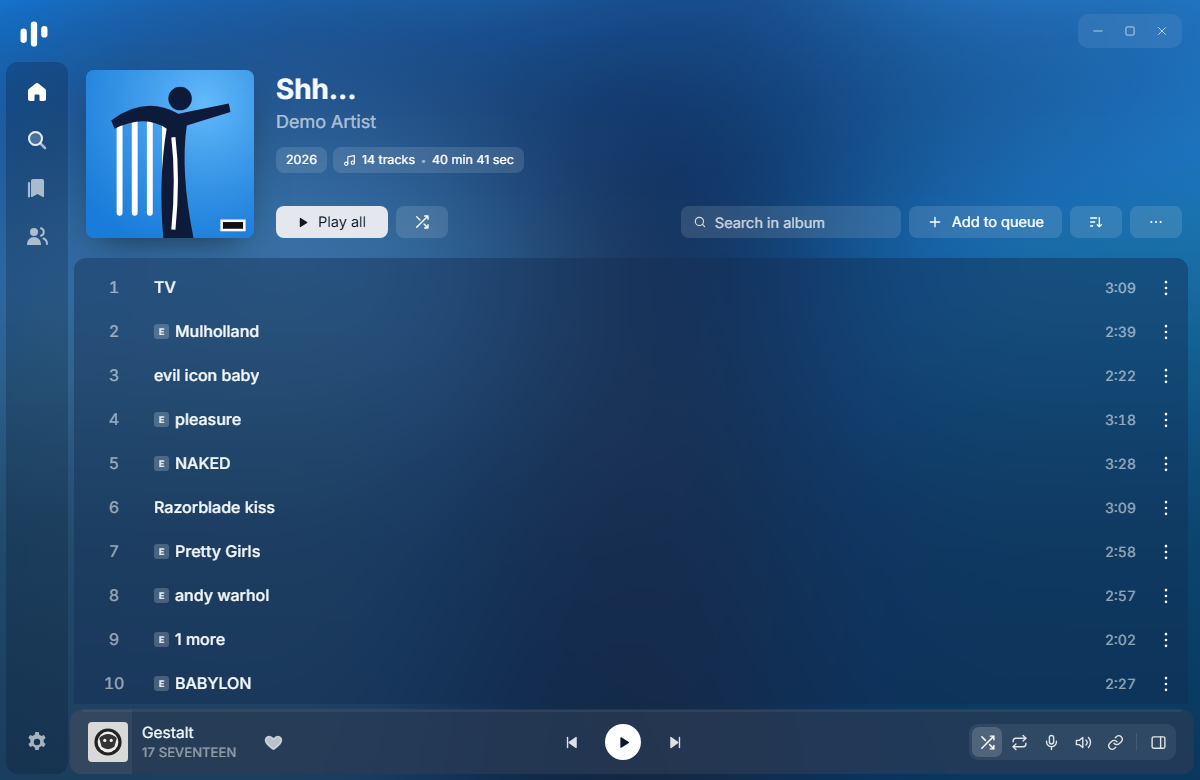 Shh...
Demo Artist
2026 14 tracks • 40 min 41 sec
Play all Search in album Add to queue
1 TV 3:09
2 E Mulholland 2:39
3 evil icon baby 2:22
4 E pleasure 3:18
5 E NAKED 3:28
6 Razorblade kiss 3:09
7 E Pretty Girls 2:58
8 E andy warhol 2:57
9 E 1 more 2:02
10 E BABYLON 2:27
Gestalt
17 SEVENTEEN